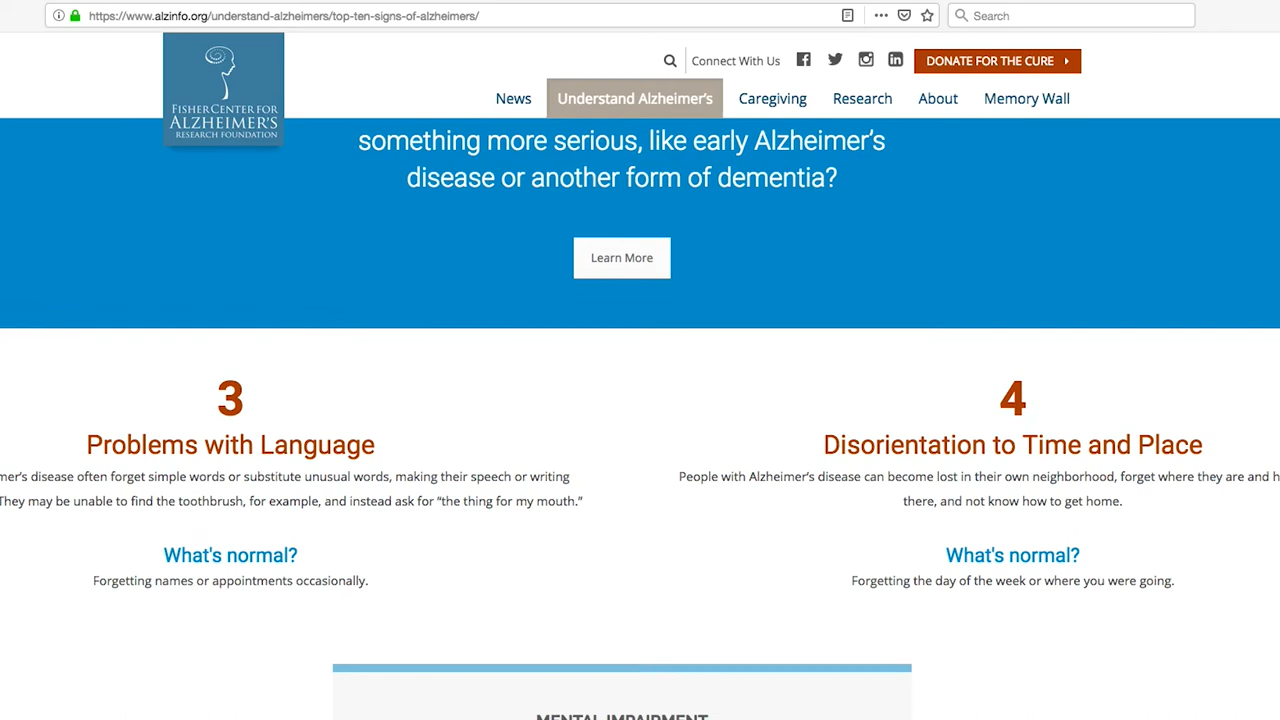 https://www.alzinfo.org/understand-alzheimers/top-ten-signs-of-alzheimers/
Search
FISHER CENTER FOR
ALZHEIMER'S
RESEARCH FOUNDATION
Connect With Us
DONATE FOR THE CURE
News
Understand Alzheimer's
Caregiving
Research
About
Memory Wall
something more serious, like early Alzheimer's
disease or another form of dementia?
Learn More
3
Problems with Language
mer's disease often forget simple words or substitute unusual words, making their speech or writing
They may be unable to find the toothbrush, for example, and instead ask for “the thing for my mouth.”
What's normal?
Forgetting names or appointments occasionally.
4
Disorientation to Time and Place
People with Alzheimer's disease can become lost in their own neighborhood, forget where they are and h
there, and not know how to get home.
What's normal?
Forgetting the day of the week or where you were going.
MENTAL IMPAIRMENT